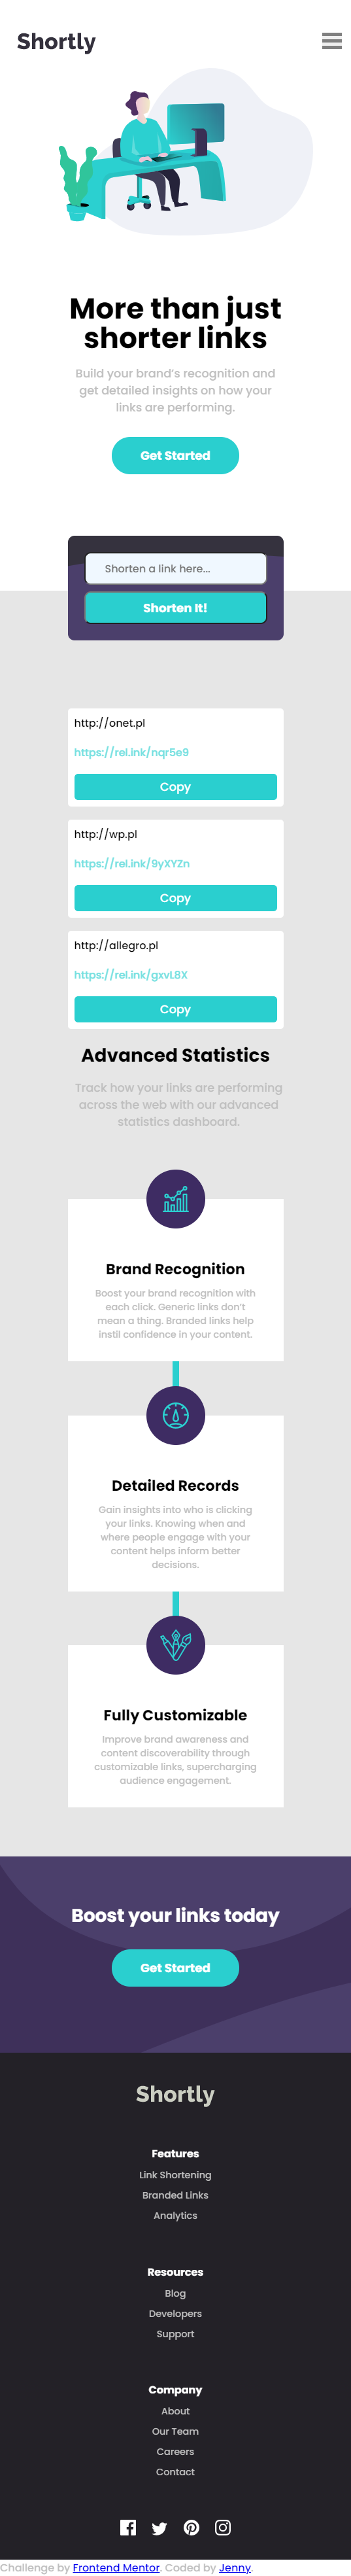 Shortly
More than just
shorter links
Build your brand's recognition and
get detailed insights on how your
links are performing.
Get Started
Shorten a link here...
Shorten It!
http://onet.pl
https://rel.ink/nqr5e9
Copy
http://wp.pl
https://rel.ink/9yXYZn
Copy
http://allegro.pl
https://rel.ink/gxvL8X
Copy
Advanced Statistics
Track how your links are performing
across the web with our advanced
statistics dashboard.
Brand Recognition
Boost your brand recognition with
each click. Generic links don't
mean a thing. Branded links help
instil confidence in your content.
Detailed Records
Gain insights into who is clicking
your links. Knowing when and
where people engage with your
content helps inform better
decisions.
Fully Customizable
Improve brand awareness and
content discoverability through
customizable links, supercharging
audience engagement.
Boost your links today
Get Started
Shortly
Features
Link Shortening
Branded Links
Analytics
Resources
Blog
Developers
Support
Company
About
Our Team
Careers
Contact
Challenge by Frontend Mentor. Coded by Jenny.